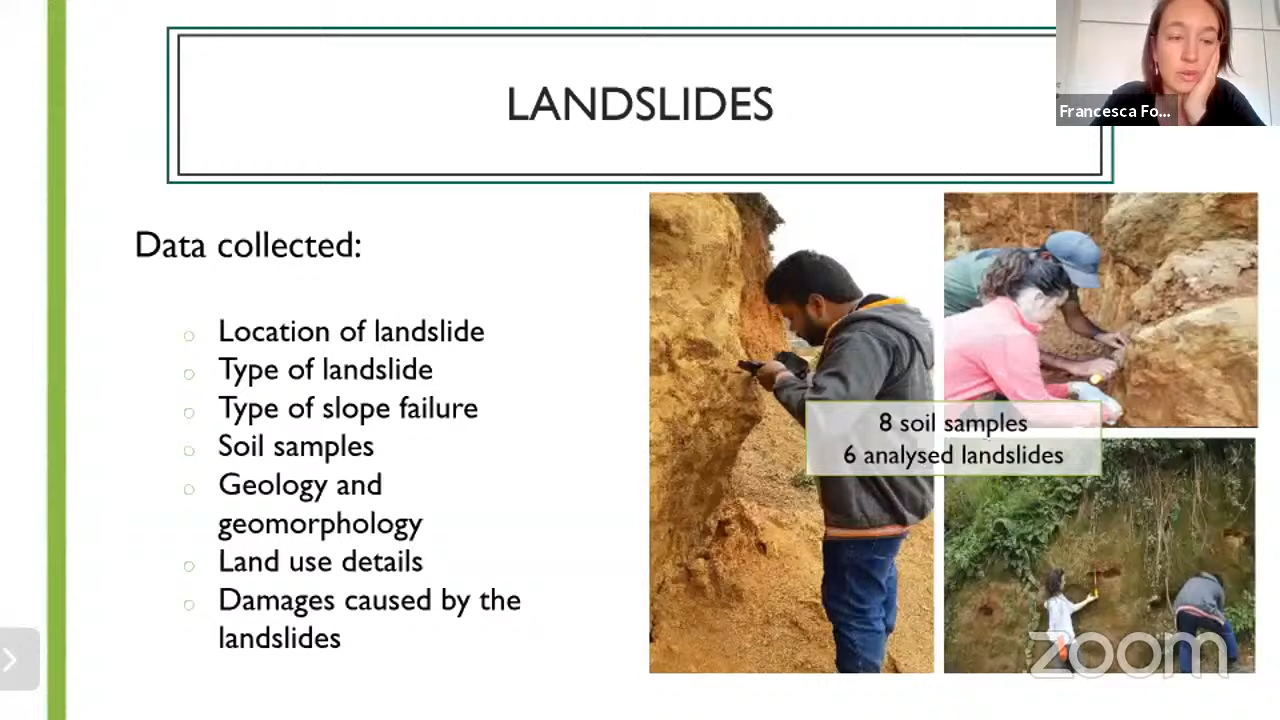 LANDSLIDES
Francesca Fo...
Data collected:
Location of landslide
Type of landslide
Type of slope failure
Soil samples
Geology and
geomorphology
Land use details
Damages caused by the
landslides
8 soil samples
6 analysed landslides
zoom